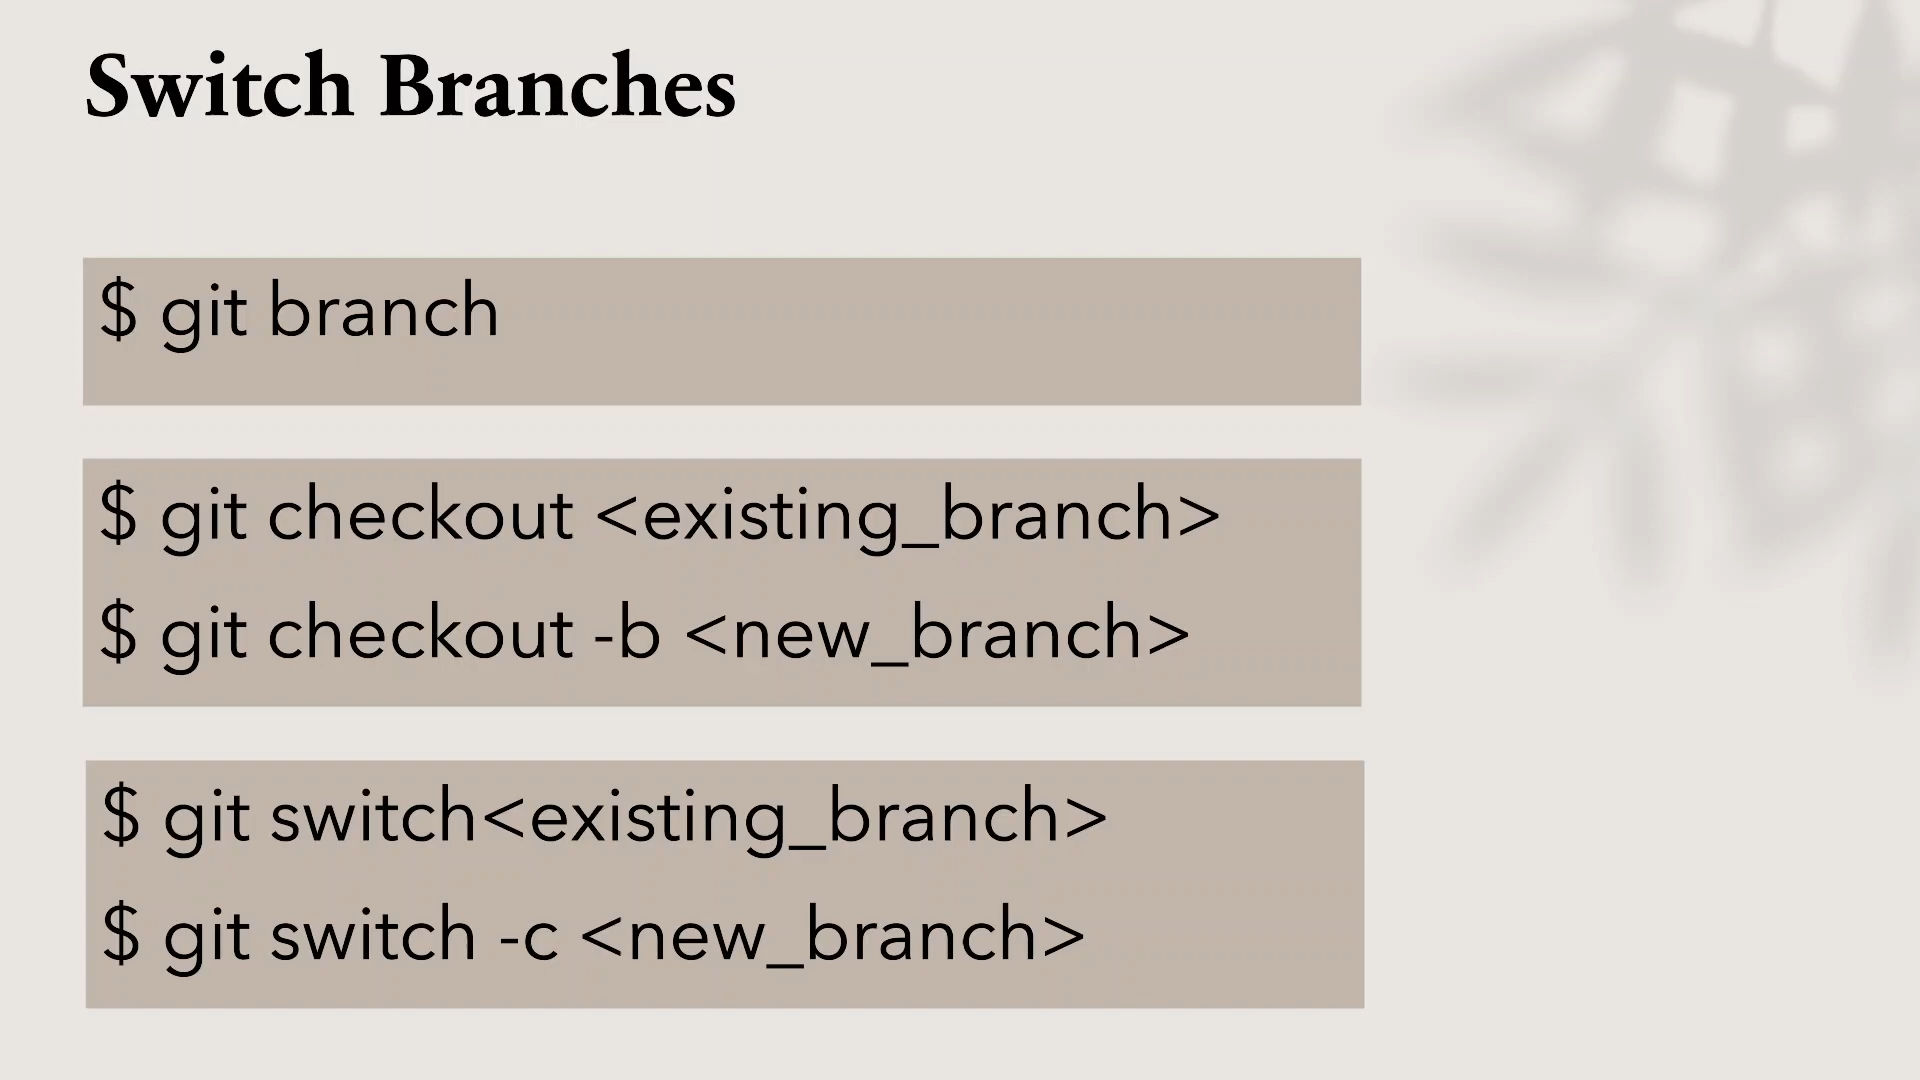 Switch Branches
$ git branch
$ git checkout <existing_branch>
$ git checkout -b <new_branch>
$ git switch<existing_branch>
$ git switch -c <new_branch>